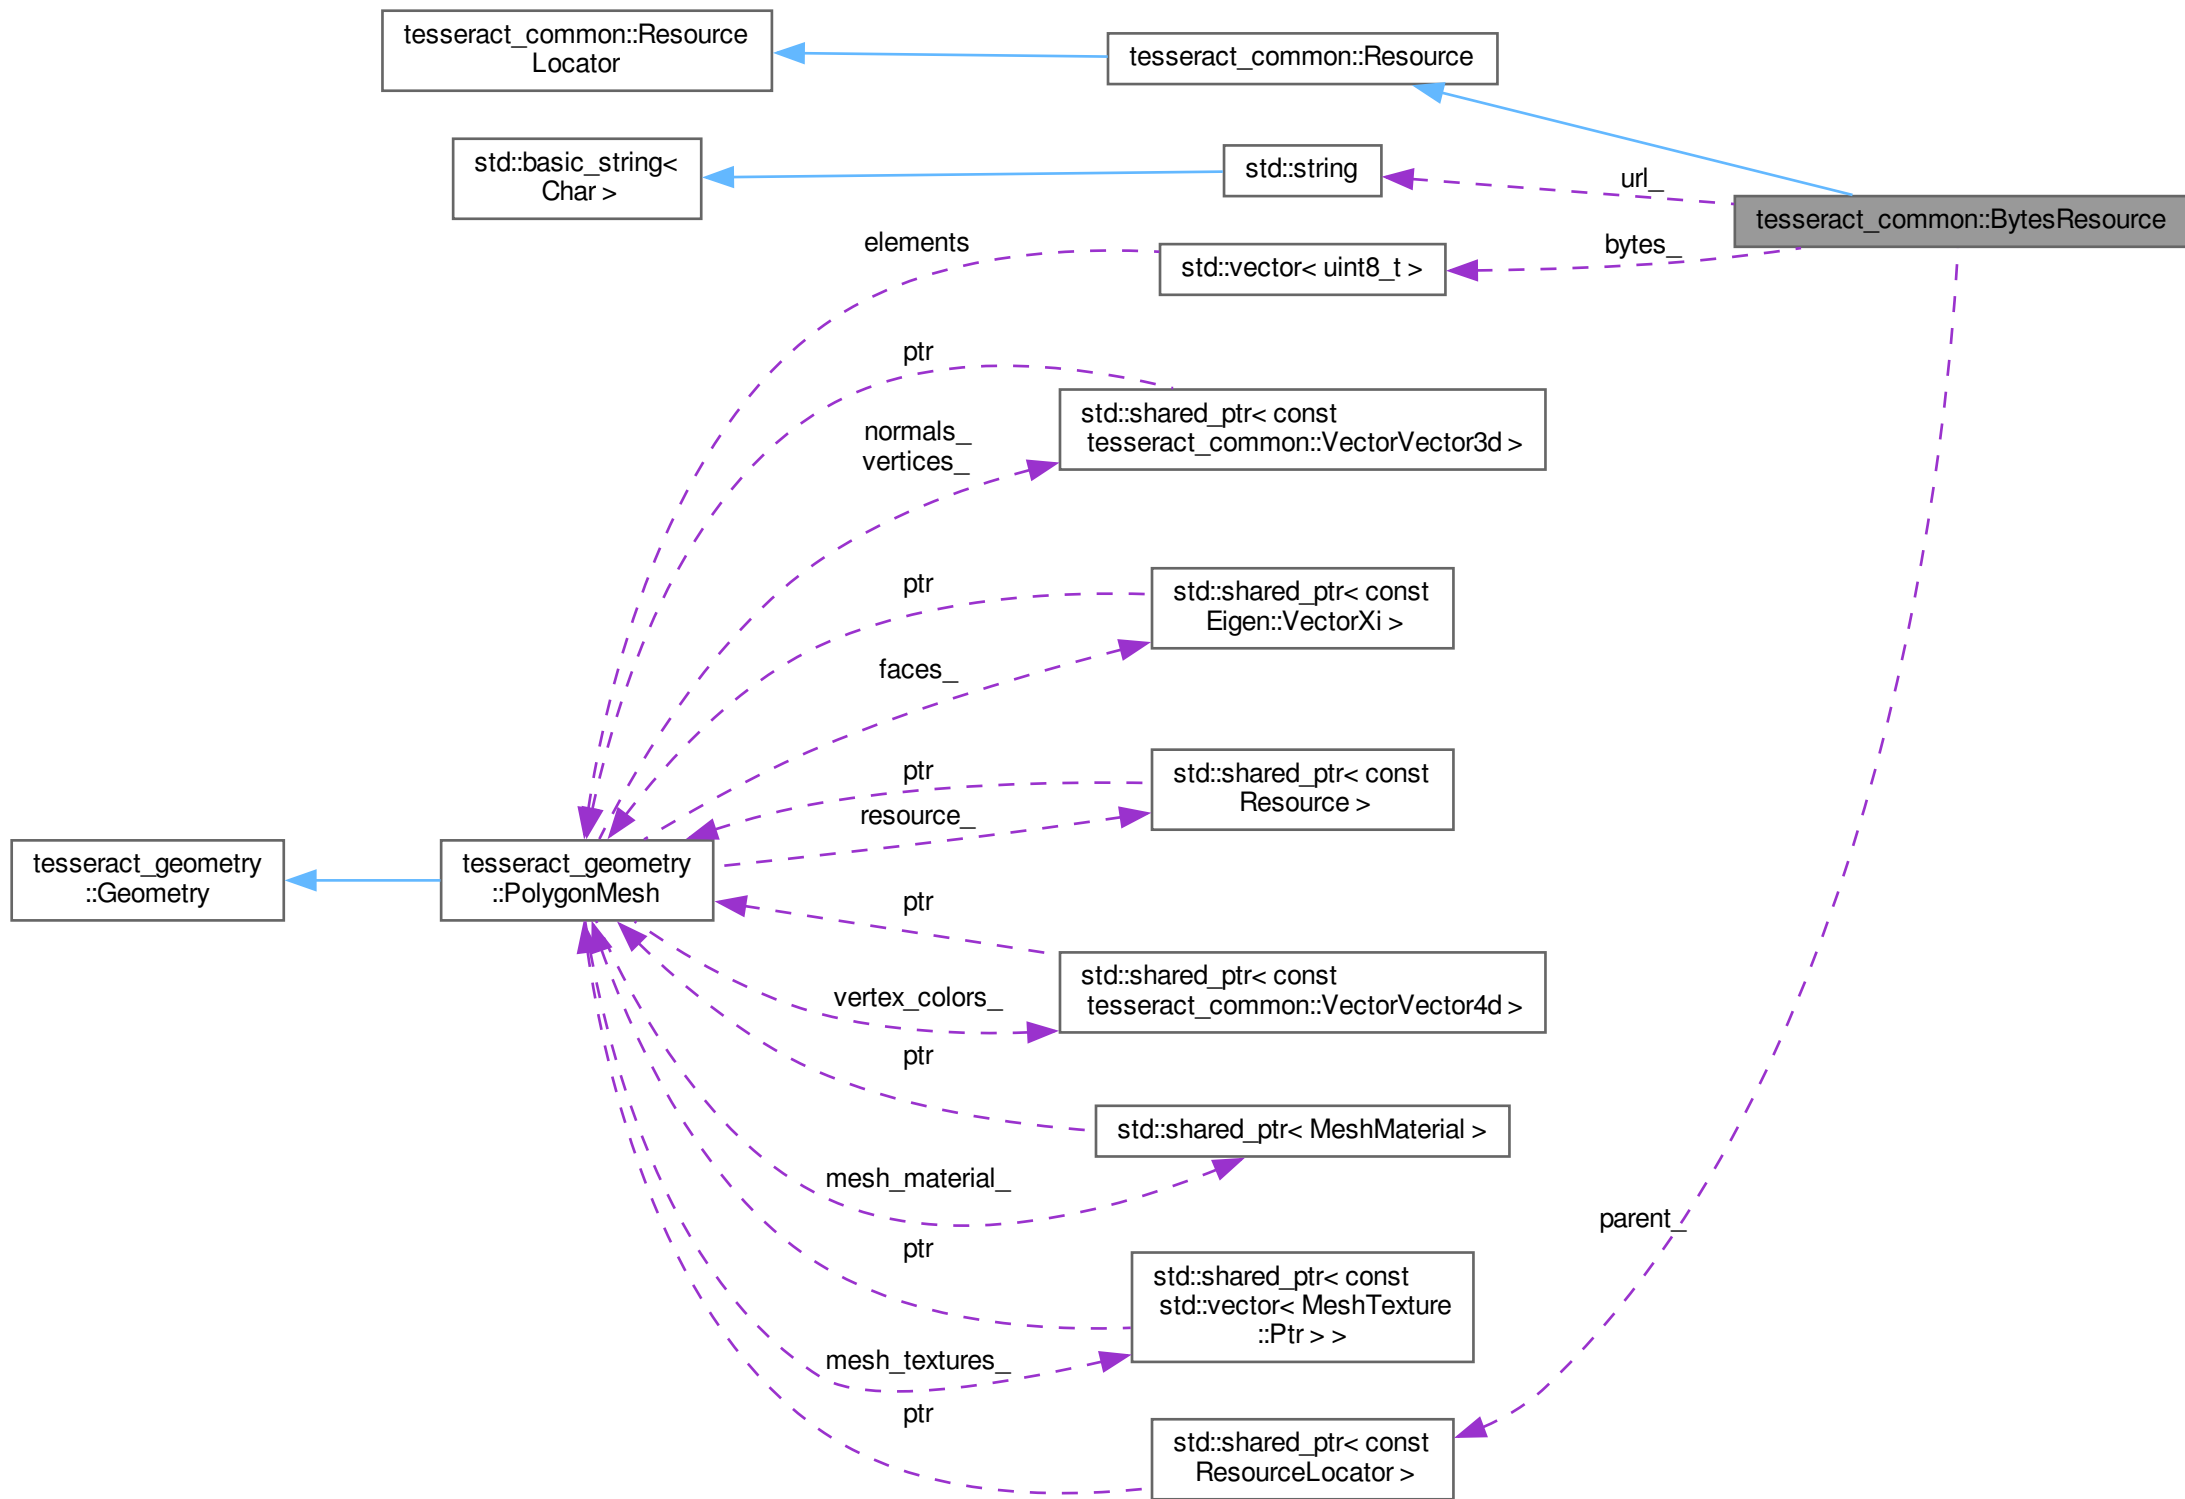 tesseract_common::Resource
Locator
tesseract_common::Resource
std::basic_string<
Char >
std::string
url_
tesseract_common::BytesResource
elements
std::vector< uint8_t >
bytes_
ptr
std::shared_ptr< const
tesseract_common::VectorVector3d >
normals_
vertices_
ptr
std::shared_ptr< const
Eigen::VectorXi >
faces_
ptr
std::shared_ptr< const
Resource >
resource_
tesseract_geometry
::Geometry
tesseract_geometry
::PolygonMesh
ptr
std::shared_ptr< const
tesseract_common::VectorVector4d >
vertex_colors_
ptr
std::shared_ptr< MeshMaterial >
mesh_material_
parent_
ptr
std::shared_ptr< const
std::vector< MeshTexture
::Ptr > >
mesh_textures_
ptr
std::shared_ptr< const
ResourceLocator >